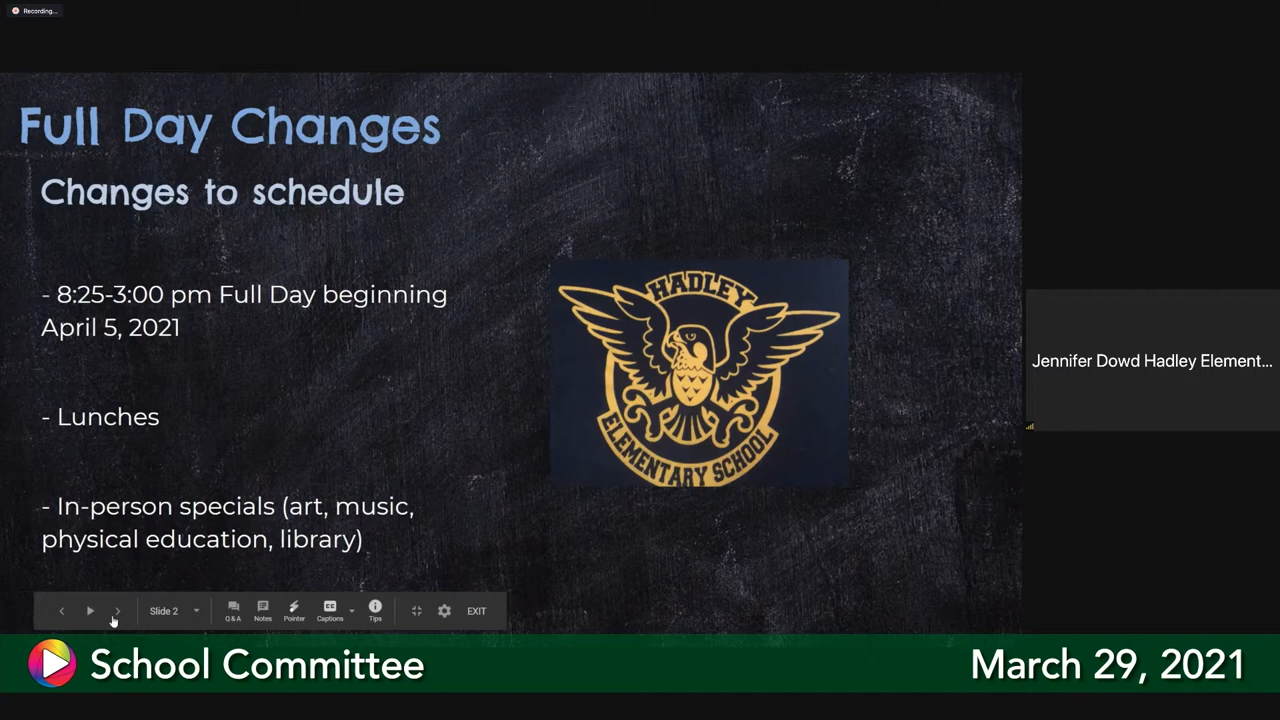 Recording...
Full Day Changes
Changes to schedule
- 8:25-3:00 pm Full Day beginning
April 5, 2021
- Lunches
- In-person specials (art, music,
physical education, library)
HADLEY
ELEMENTARY SCHOOL
Jennifer Dowd Hadley Element...
Slide 2
Q & A
Notes
Pointer
CC
Captions
Tips
EXIT
School Committee
March 29, 2021